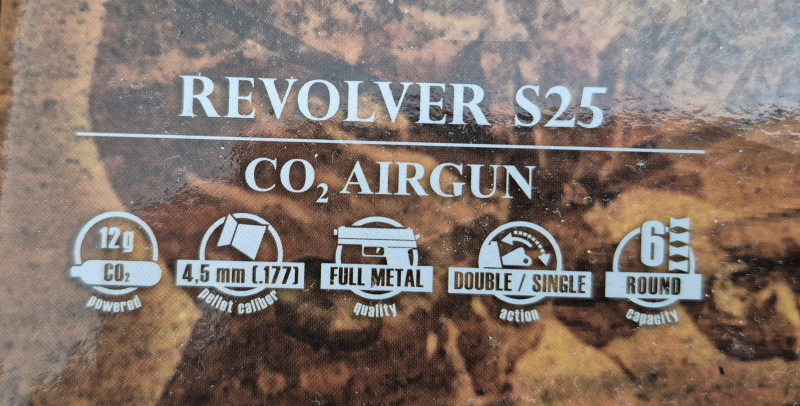 REVOLVER S25
CO₂ AIRGUN
12g
CO₂
powered
4,5 mm (.177)
pellet caliber
FULL METAL
quality
DOUBLE / SINGLE
action
6
ROUND
capacity